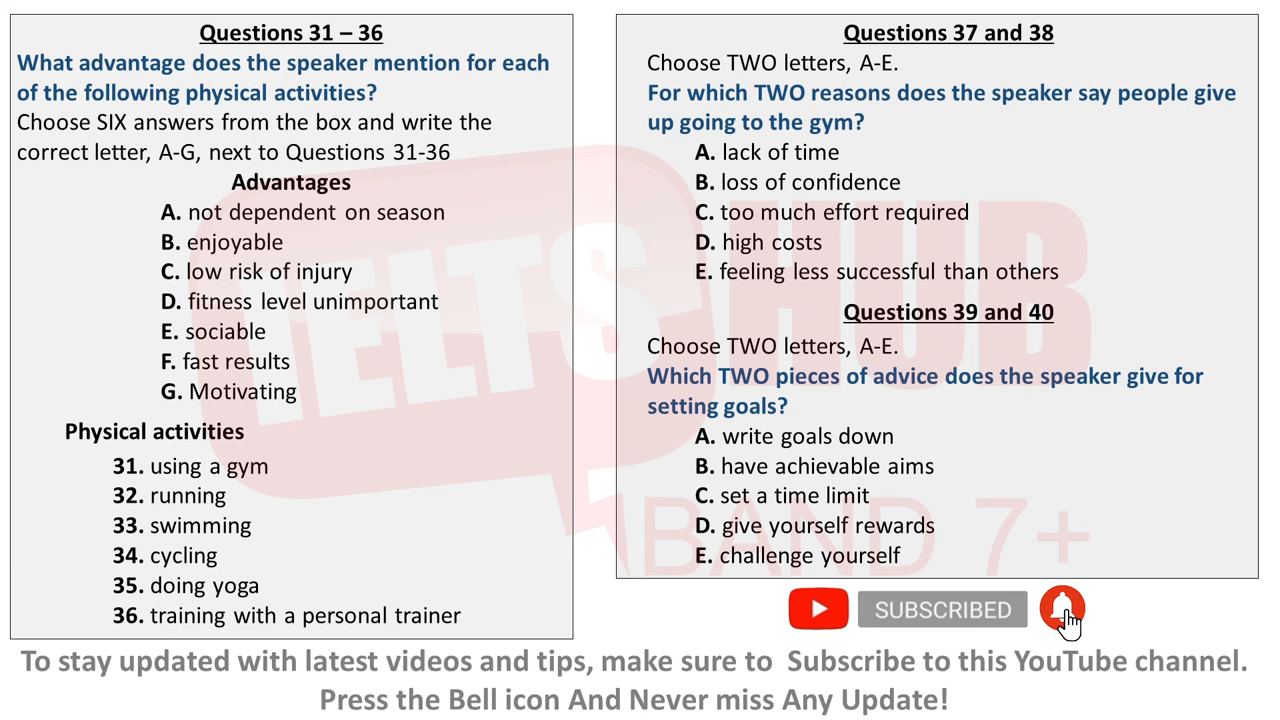 Questions 31 – 36
What advantage does the speaker mention for each
of the following physical activities?
Choose SIX answers from the box and write the
correct letter, A-G, next to Questions 31-36
Advantages
A. not dependent on season
B. enjoyable
C. low risk of injury
D. fitness level unimportant
E. sociable
F. fast results
G. Motivating
Physical activities
31. using a gym
32. running
33. swimming
34. cycling
35. doing yoga
36. training with a personal trainer
Questions 37 and 38
Choose TWO letters, A-E.
For which TWO reasons does the speaker say people give
up going to the gym?
A. lack of time
B. loss of confidence
C. too much effort required
D. high costs
E. feeling less successful than others
Questions 39 and 40
Choose TWO letters, A-E.
Which TWO pieces of advice does the speaker give for
setting goals?
A. write goals down
B. have achievable aims
C. set a time limit
D. give yourself rewards
E. challenge yourself
IELTS HUB
BAND 7+
SUBSCRIBED
To stay updated with latest videos and tips, make sure to Subscribe to this YouTube channel.
Press the Bell icon And Never miss Any Update!